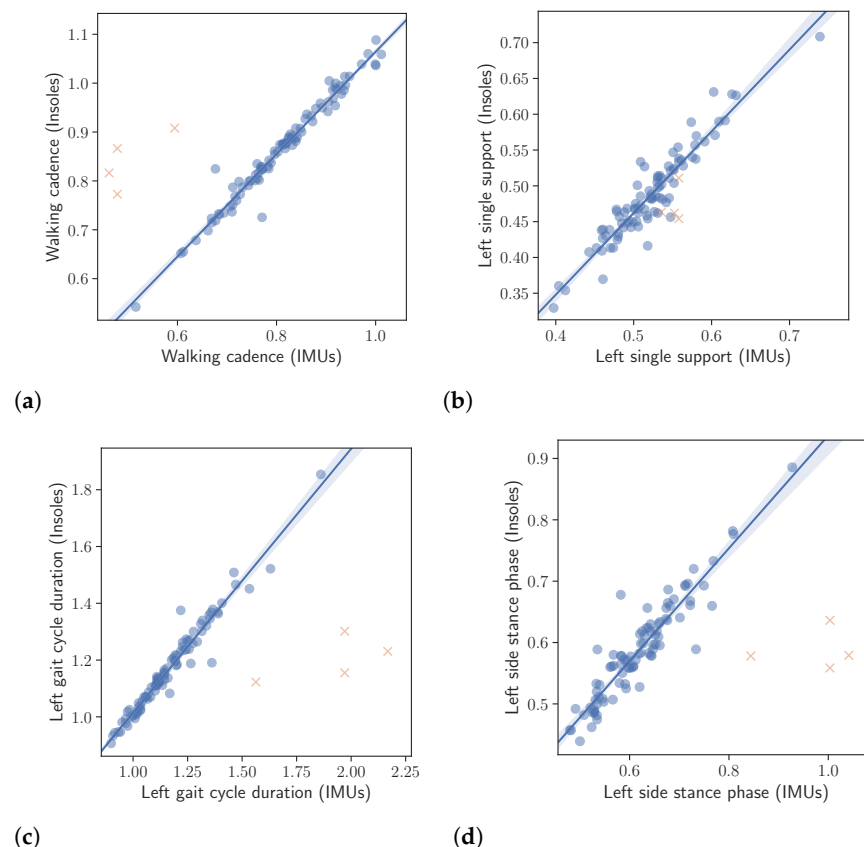 1.1
1.0
0.9
0.8
0.7
0.6
Walking cadence (Insoles)
0.6 0.8 1.0
Walking cadence (IMUs)
(a)
0.70
0.65
0.60
0.55
0.50
0.45
0.40
0.35
Left single support (Insoles)
0.4 0.5 0.6 0.7
Left single support (IMUs)
(b)
1.8
1.6
1.4
1.2
1.0
Left gait cycle duration (Insoles)
1.00 1.25 1.50 1.75 2.00 2.25
Left gait cycle duration (IMUs)
(c)
0.9
0.8
0.7
0.6
0.5
Left side stance phase (Insoles)
0.6 0.8 1.0
Left side stance phase (IMUs)
(d)